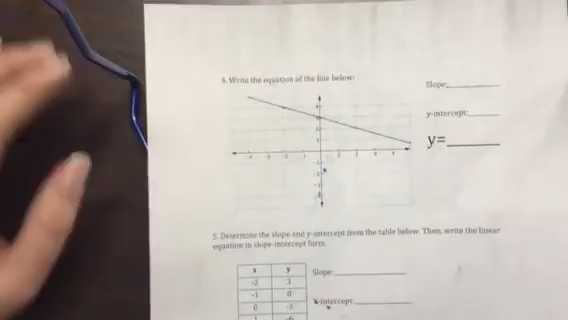 4. Write the equation of the line below:
Slope:
y-intercept:
y=
5. Determine the slope and y-intercept from the table below. Then, write the linear
equation in slope-intercept form.
x y
-2 3
-1 0
0 -3
Slope:
x-intercept: